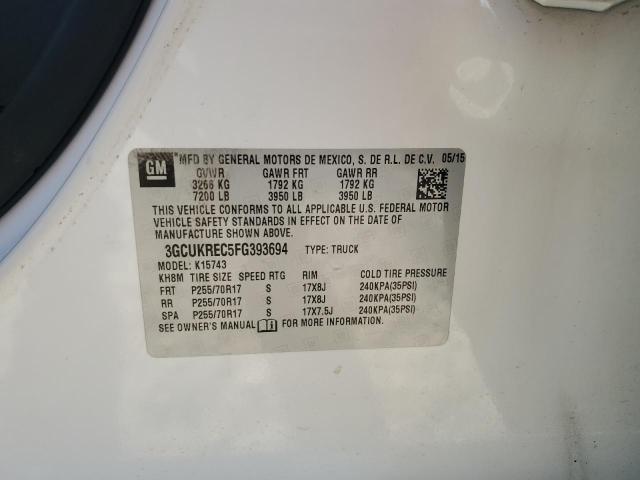 GM
MFD BY GENERAL MOTORS DE MEXICO, S. DE R.L. DE C.V. 05/15
GVWR GAWR FRT GAWR RR
3266 KG 1792 KG 1792 KG
7200 LB 3950 LB 3950 LB
THIS VEHICLE CONFORMS TO ALL APPLICABLE U.S. FEDERAL MOTOR
VEHICLE SAFETY STANDARDS IN EFFECT ON THE DATE OF
MANUFACTURE SHOWN ABOVE.
3GCUKREC5FG393694 TYPE: TRUCK
MODEL: K15743
KH8M TIRE SIZE SPEED RTG RIM COLD TIRE PRESSURE
FRT P255/70R17 S 17X8J 240KPA(35PSI)
RR P255/70R17 S 17X8J 240KPA(35PSI)
SPA P255/70R17 S 17X7.5J 240KPA(35PSI)
SEE OWNER'S MANUAL FOR MORE INFORMATION.